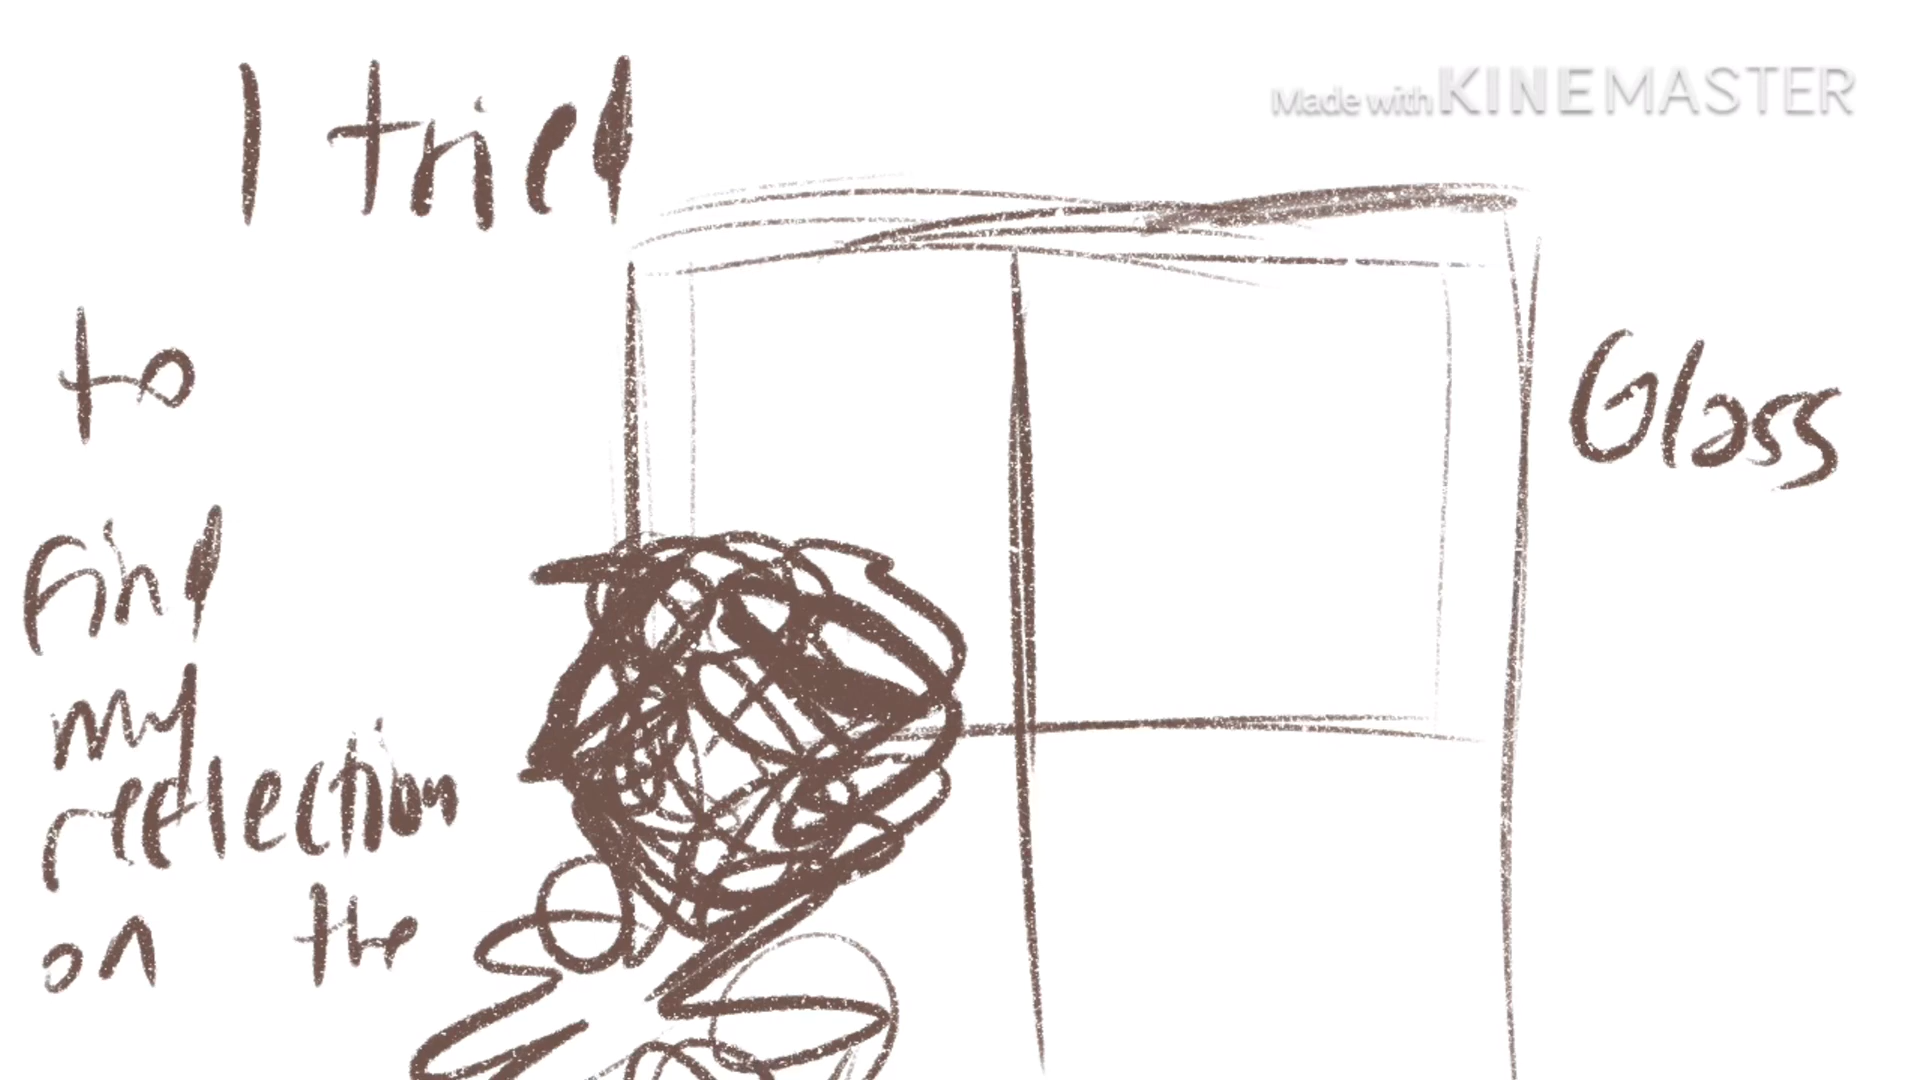 I tried
Made with KINEMASTER
to
Glass
find
my
reflection
on the